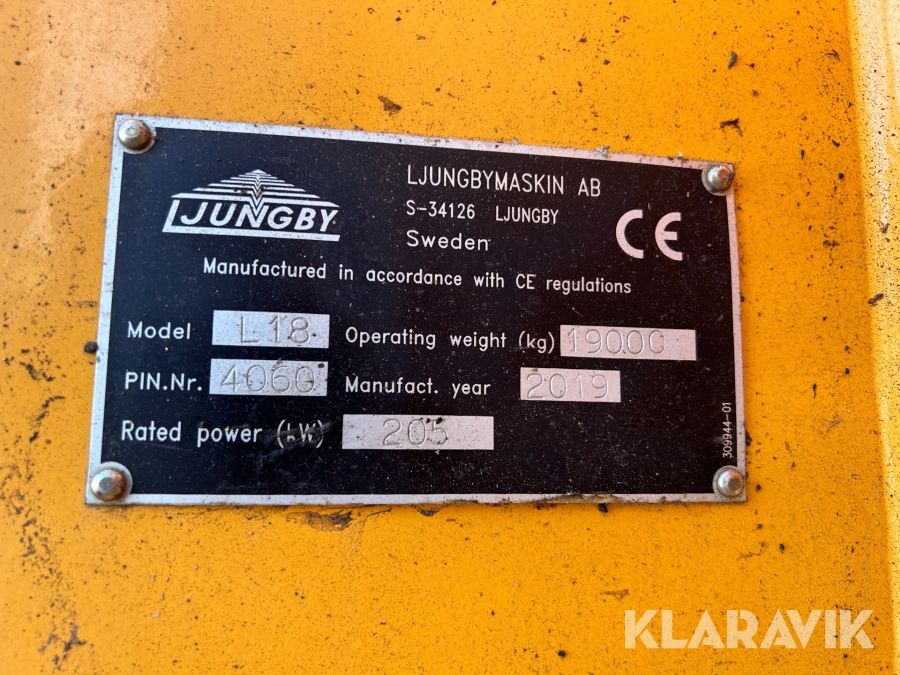 LJUNGBY
LJUNGBYMASKIN AB
S-34126 LJUNGBY
Sweden
CE
Manufactured in accordance with CE regulations
Model L18 Operating weight (kg) 19000
PIN.Nr. 4060 Manufact. year 2019
Rated power (kW) 205
309944-01
KLARAVIK